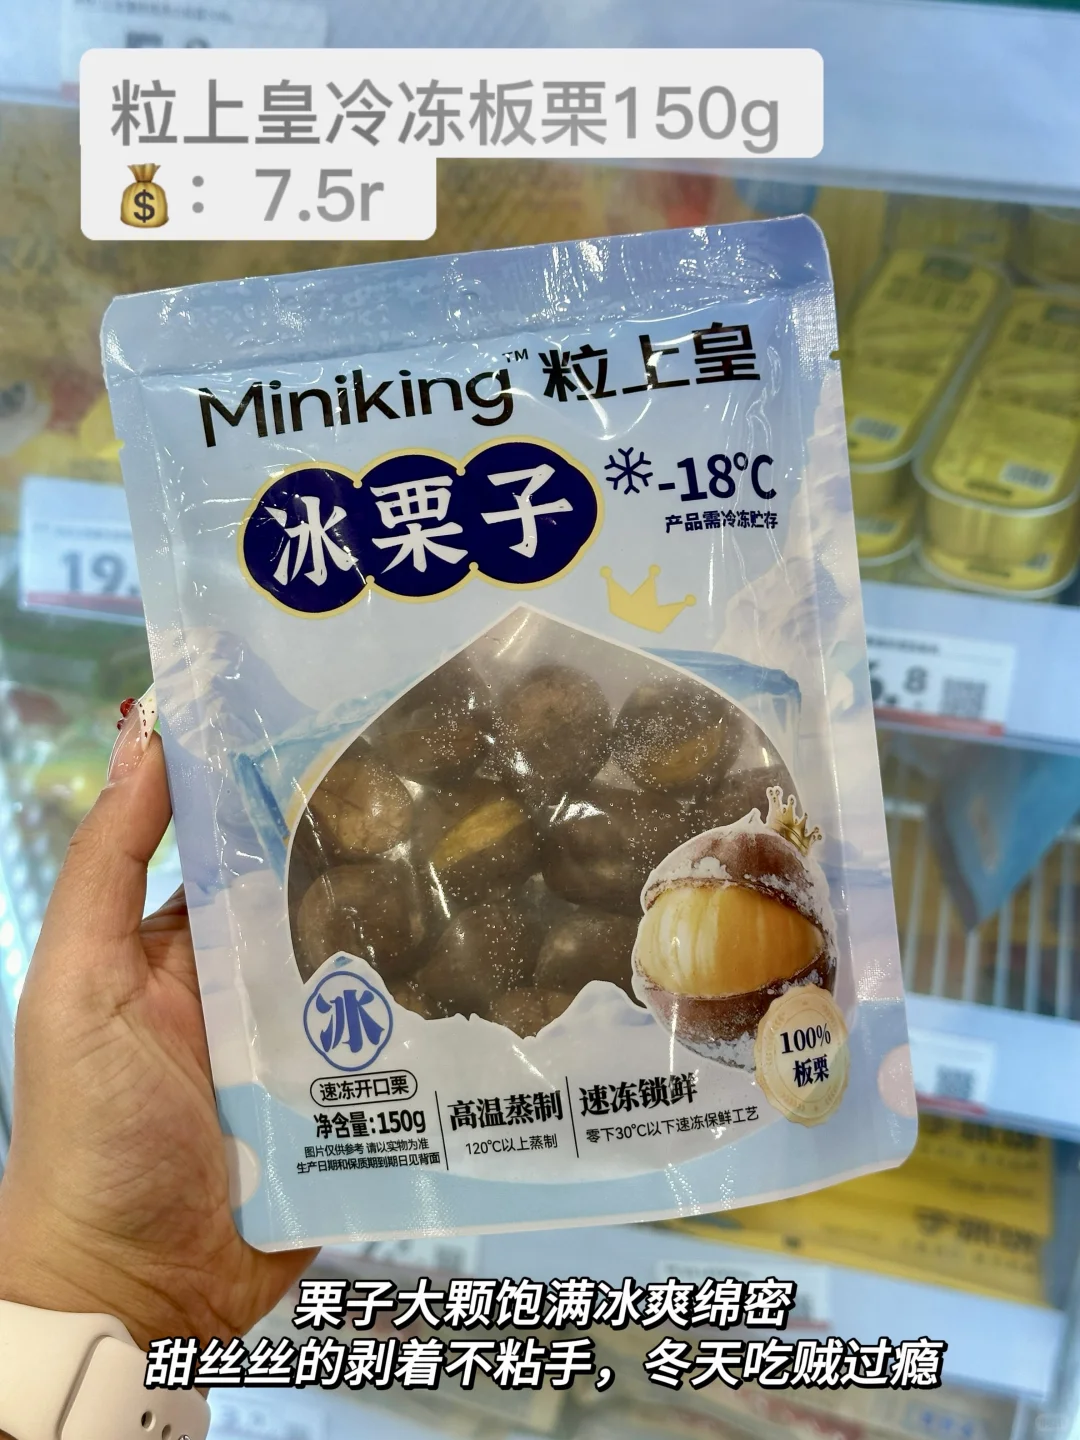 粒上皇冷冻板栗150g
💰：7.5r
Miniking™ 粒上皇
冰栗子
-18℃
产品需冷冻贮存
19.
8
冰
速冻开口栗
净含量:150g
图片仅供参考 请以实物为准
生产日期和保质期到期日见背面
高温蒸制
120℃以上蒸制
速冻锁鲜
零下30℃以下速冻保鲜工艺
100%
板栗
栗子大颗饱满冰爽绵密
甜丝丝的剥着不粘手，冬天吃贼过瘾